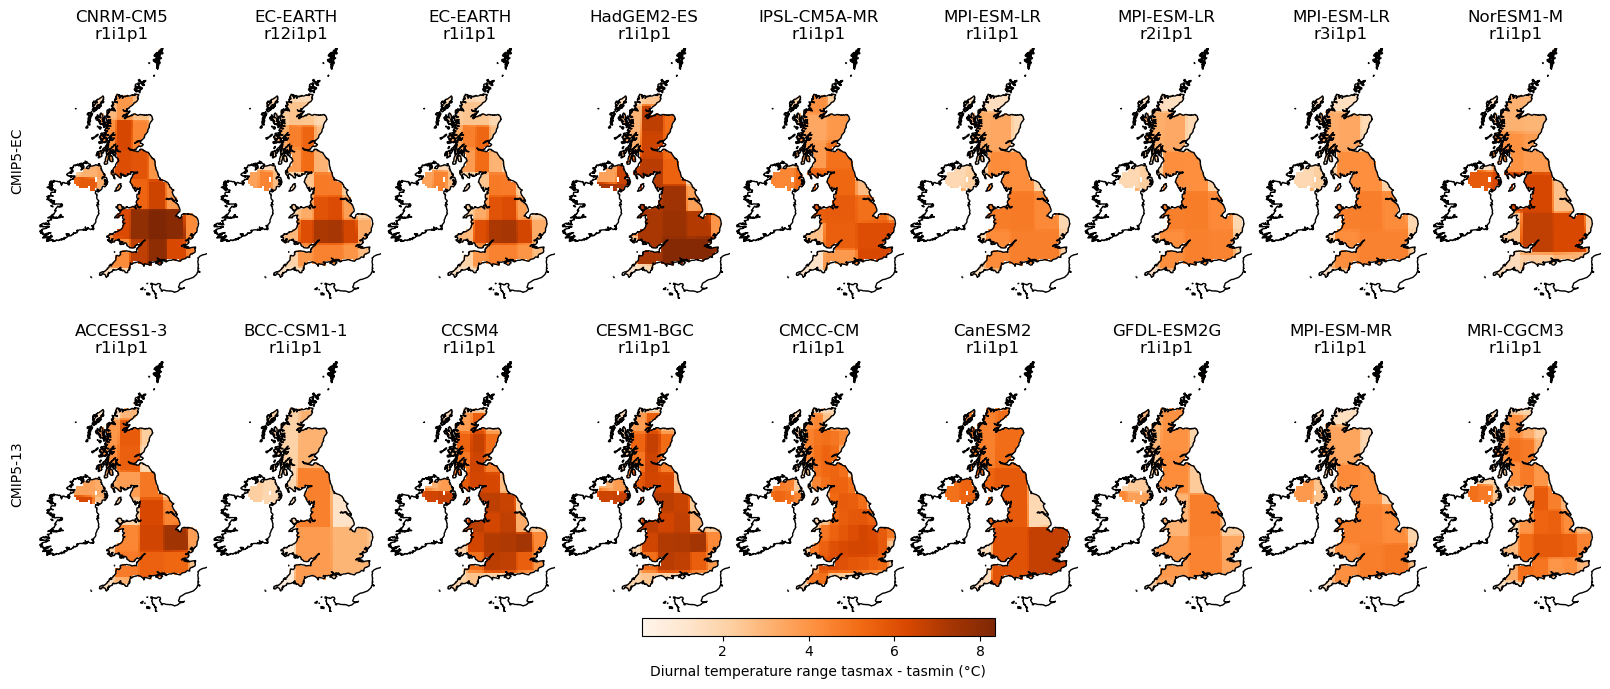 CNRM-CM5
r1i1p1
EC-EARTH
r12i1p1
EC-EARTH
r1i1p1
HadGEM2-ES
r1i1p1
IPSL-CM5A-MR
r1i1p1
MPI-ESM-LR
r1i1p1
MPI-ESM-LR
r2i1p1
MPI-ESM-LR
r3i1p1
NorESM1-M
r1i1p1
CMIP5-EC
ACCESS1-3
r1i1p1
BCC-CSM1-1
r1i1p1
CCSM4
r1i1p1
CESM1-BGC
r1i1p1
CMCC-CM
r1i1p1
CanESM2
r1i1p1
GFDL-ESM2G
r1i1p1
MPI-ESM-MR
r1i1p1
MRI-CGCM3
r1i1p1
CMIP5-13
2 4 6 8
Diurnal temperature range tasmax - tasmin (°C)